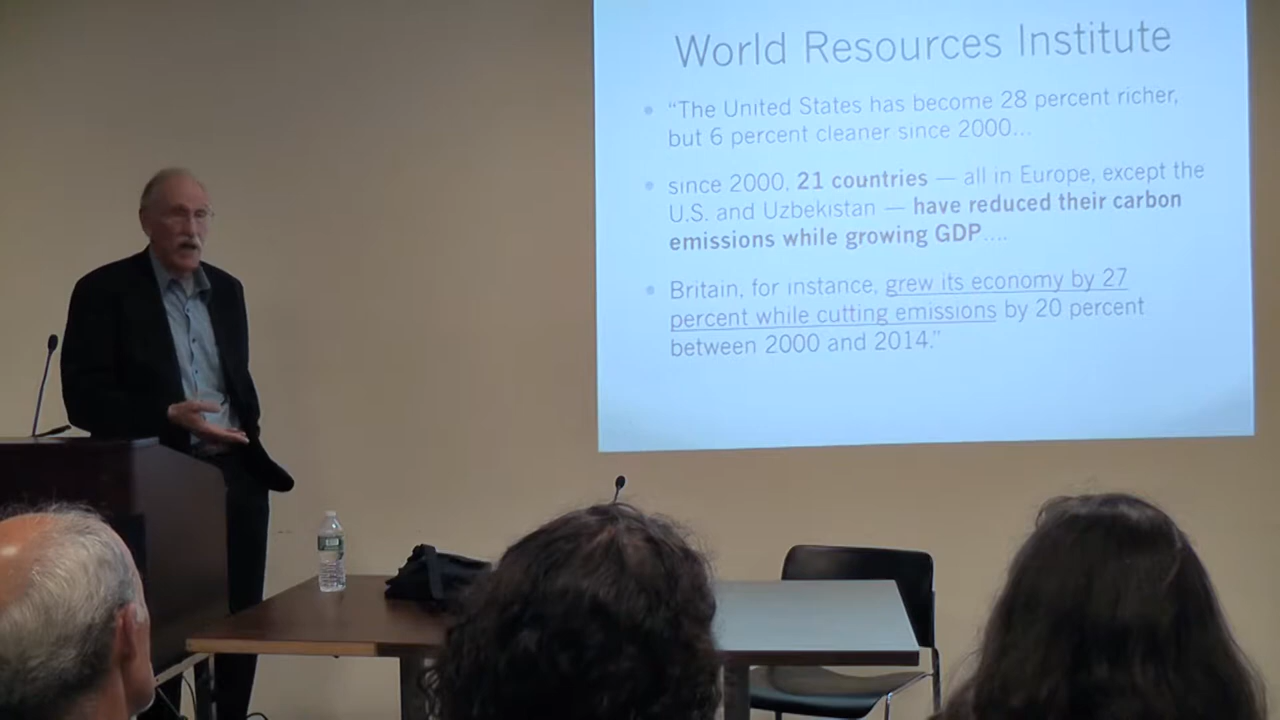 World Resources Institute
• “The United States has become 28 percent richer,
but 6 percent cleaner since 2000...
• since 2000, 21 countries — all in Europe, except the
U.S. and Uzbekistan — have reduced their carbon
emissions while growing GDP....
• Britain, for instance, grew its economy by 27
percent while cutting emissions by 20 percent
between 2000 and 2014.”